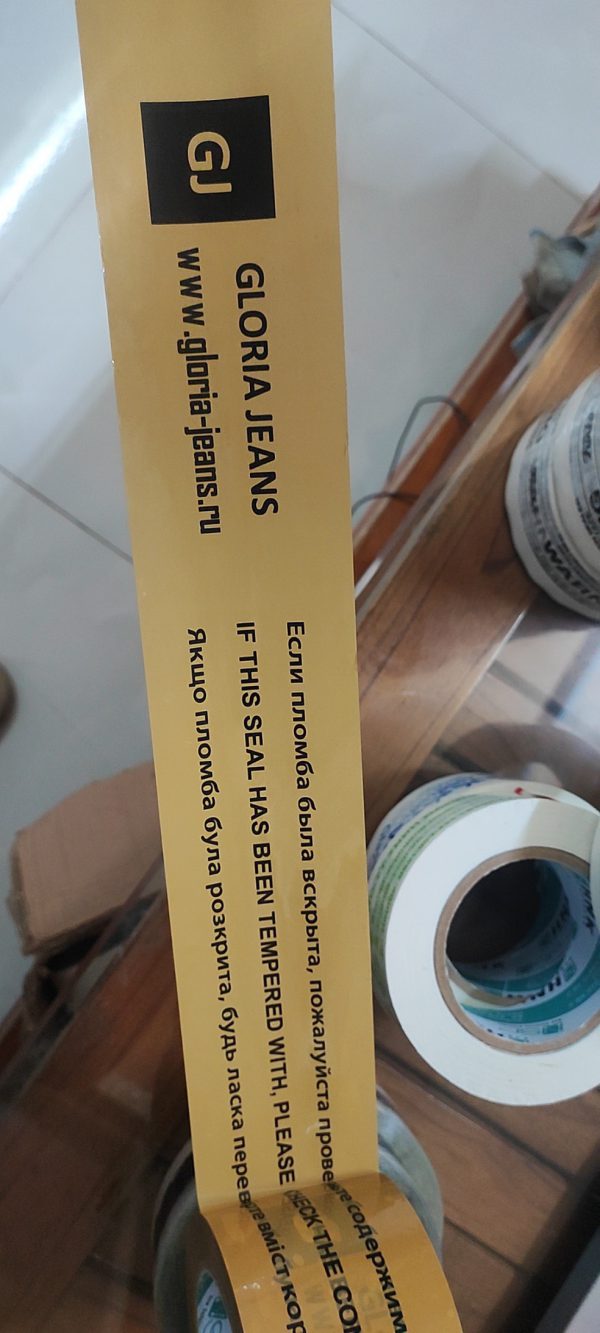 GJ
GLORIA JEANS
www.gloria-jeans.ru
Если пломба была вскрыта, пожалуйста проверьте содержим
IF THIS SEAL HAS BEEN TEMPERED WITH, PLEASE CHECK THE CON
Якщо пломба була розкрита, будь ласка перевірте вміст кор